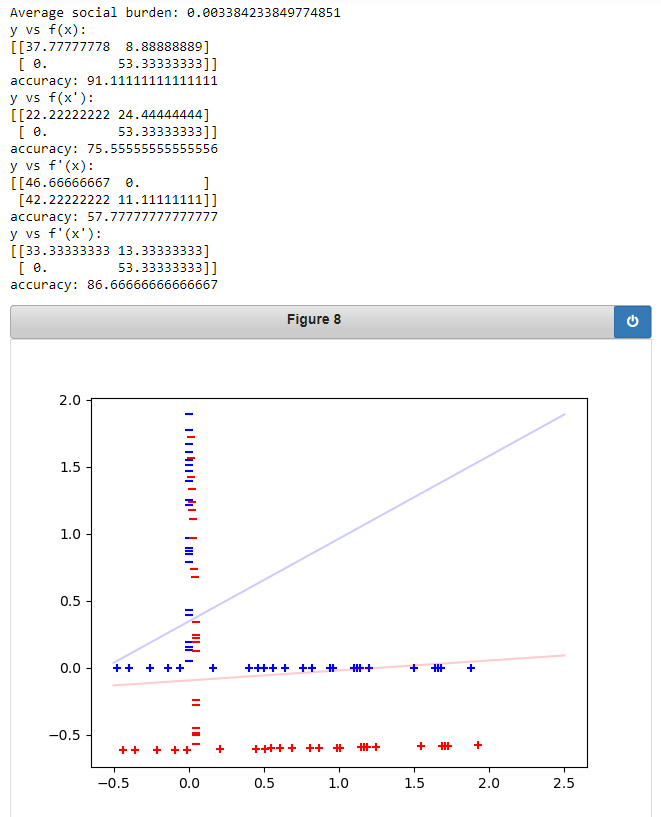 Average social burden: 0.003384233849774851
y vs f(x):
[[37.77777778  8.88888889]
 [ 0.         53.33333333]]
accuracy: 91.11111111111111
y vs f(x'):
[[22.22222222 24.44444444]
 [ 0.         53.33333333]]
accuracy: 75.55555555555556
y vs f'(x):
[[46.66666667  0.        ]
 [42.22222222 11.11111111]]
accuracy: 57.77777777777777
y vs f'(x'):
[[33.33333333 13.33333333]
 [ 0.         53.33333333]]
accuracy: 86.66666666666667
Figure 8
2.0
1.5
1.0
0.5
0.0
−0.5
−0.5 0.0 0.5 1.0 1.5 2.0 2.5